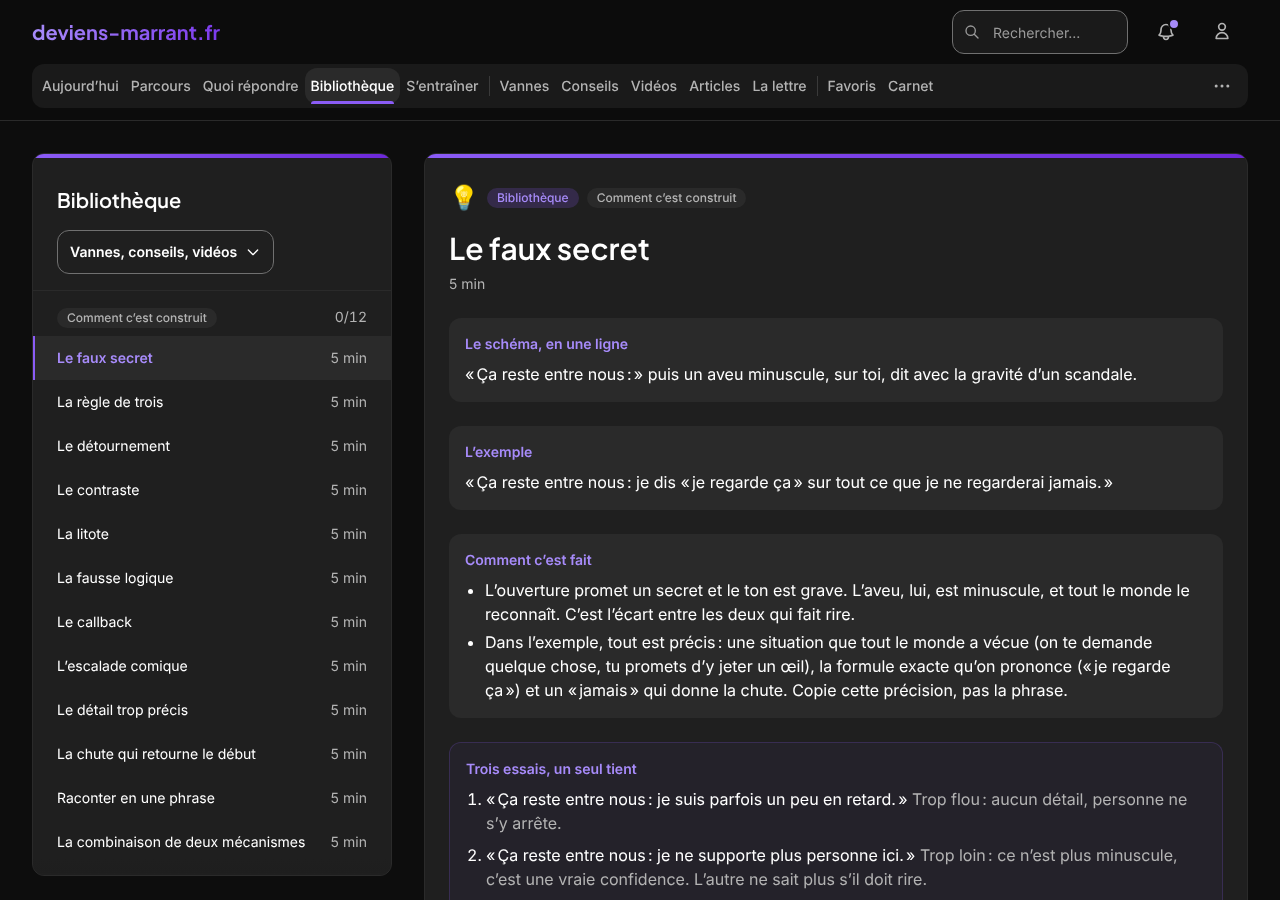 deviens-marrant.fr
Rechercher...
Aujourd’hui Parcours Quoi répondre Bibliothèque S’entraîner Vannes Conseils Vidéos Articles La lettre Favoris Carnet
Bibliothèque
Vannes, conseils, vidéos
Comment c’est construit 0/12
Le faux secret 5 min
La règle de trois 5 min
Le détournement 5 min
Le contraste 5 min
La litote 5 min
La fausse logique 5 min
Le callback 5 min
L’escalade comique 5 min
Le détail trop précis 5 min
La chute qui retourne le début 5 min
Raconter en une phrase 5 min
La combinaison de deux mécanismes 5 min
Bibliothèque Comment c’est construit
Le faux secret
5 min
Le schéma, en une ligne
« Ça reste entre nous : » puis un aveu minuscule, sur toi, dit avec la gravité d’un scandale.
L’exemple
« Ça reste entre nous : je dis « je regarde ça » sur tout ce que je ne regarderai jamais. »
Comment c’est fait
• L’ouverture promet un secret et le ton est grave. L’aveu, lui, est minuscule, et tout le monde le
reconnaît. C’est l’écart entre les deux qui fait rire.
• Dans l’exemple, tout est précis : une situation que tout le monde a vécue (on te demande
quelque chose, tu promets d’y jeter un œil), la formule exacte qu’on prononce (« je regarde
ça ») et un « jamais » qui donne la chute. Copie cette précision, pas la phrase.
Trois essais, un seul tient
1. « Ça reste entre nous : je suis parfois un peu en retard. » Trop flou : aucun détail, personne ne
s’y arrête.
2. « Ça reste entre nous : je ne supporte plus personne ici. » Trop loin : ce n’est plus minuscule,
c’est une vraie confidence. L’autre ne sait plus s’il doit rire.